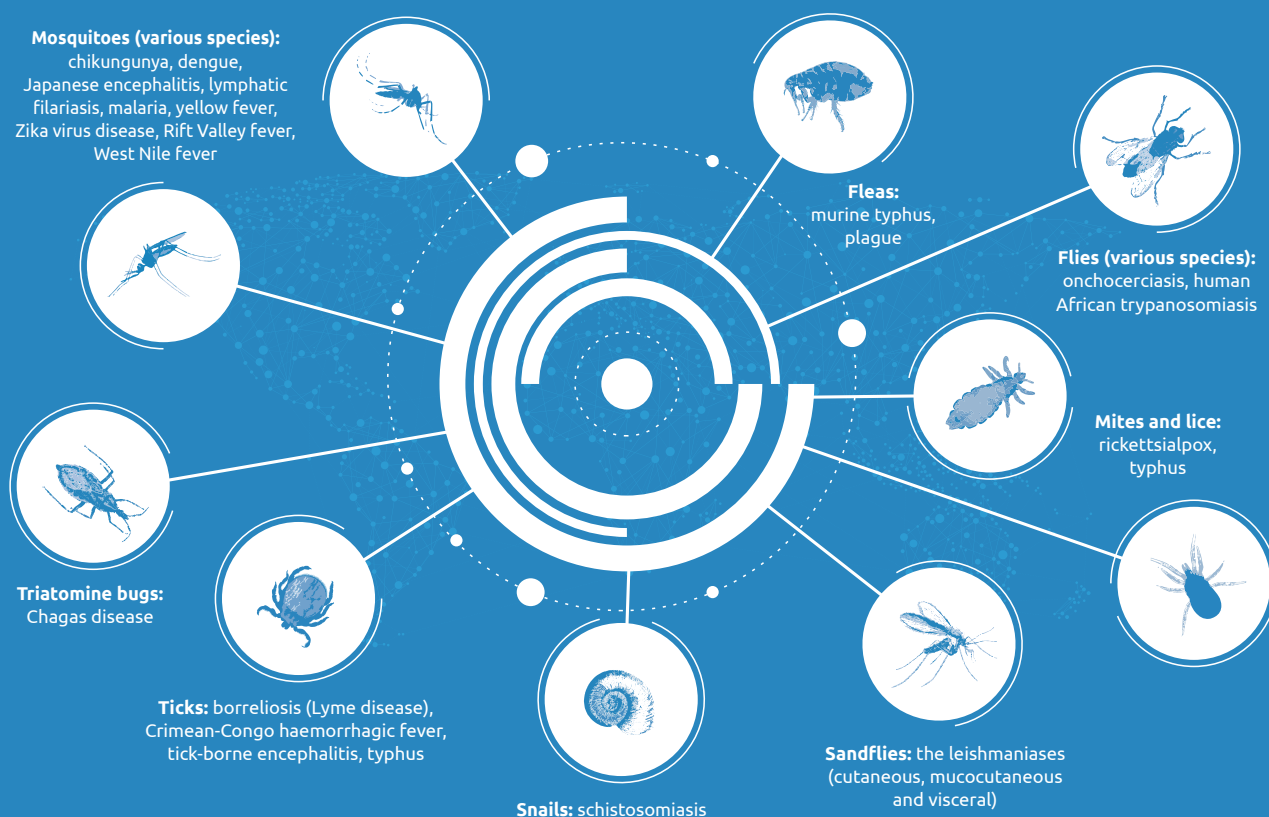 Mosquitoes (various species):
chikungunya, dengue,
Japanese encephalitis, lymphatic
filariasis, malaria, yellow fever,
Zika virus disease, Rift Valley fever,
West Nile fever
Fleas:
murine typhus,
plague
Flies (various species):
onchocerciasis, human
African trypanosomiasis
Mites and lice:
rickettsialpox,
typhus
Triatomine bugs:
Chagas disease
Ticks: borreliosis (Lyme disease),
Crimean-Congo haemorrhagic fever,
tick-borne encephalitis, typhus
Sandflies: the leishmaniases
(cutaneous, mucocutaneous
and visceral)
Snails: schistosomiasis